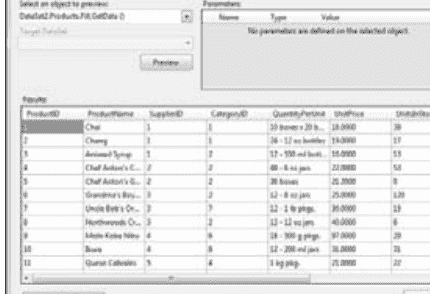 Select an object to preview:
DataSet2.Products.Fill,GetData ()
Target DataSet
Preview
Parameters:
Name Type Value
No parameters are defined on the selected object.
Results:
ProductID ProductName SupplierID CategoryID QuantityPerUnit UnitPrice
1 Chai 1 1 10 boxes x 20 b... 18.0000 39
2 Chang 1 1 24 - 12 oz bottles 19.0000 17
3 Aniseed Syrup 1 2 12 - 550 ml bott... 10.0000 13
4 Chef Anton's C... 2 2 48 - 6 oz jars 22.0000 53
5 Chef Anton's G... 2 2 36 boxes 21.3500 0
6 Grandma's Boy... 3 2 12 - 8 oz jars 25.0000 120
7 Uncle Bob's Or... 3 7 12 - 1 lb pkgs. 30.0000 15
8 Northwoods Cr... 3 2 12 - 12 oz jars 40.0000 6
9 Mishi Kobe Niku 4 6 18 - 500 g pkgs. 97.0000 29
10 Ikura 4 8 12 - 200 ml jars 31.0000 31
11 Queso Cabrales 5 4 1 kg pkg. 21.0000 22